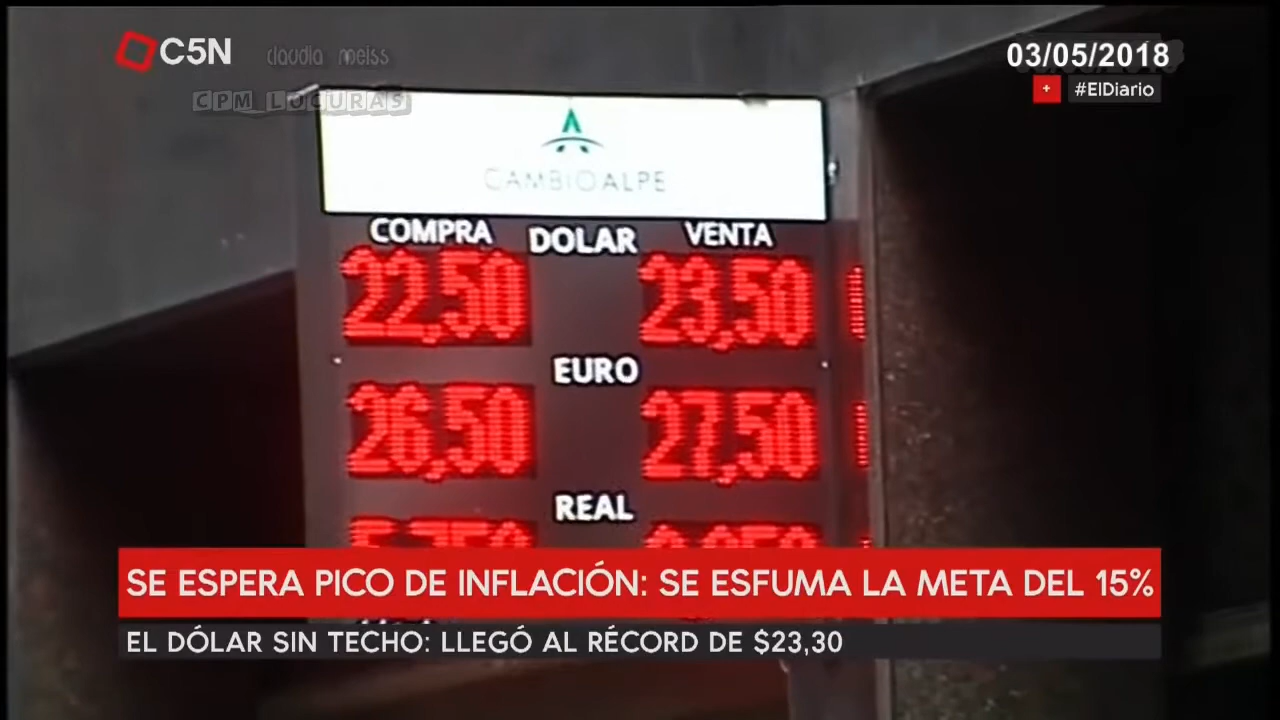 C5N
claudia meiss
CPM LOCURAS
03/05/2018
+ #ElDiario
CAMBIO ALPE
COMPRA DOLAR VENTA
22,50 23,50
EURO
26,50 27,50
REAL
SE ESPERA PICO DE INFLACIÓN: SE ESFUMA LA META DEL 15%
EL DÓLAR SIN TECHO: LLEGÓ AL RÉCORD DE $23,30